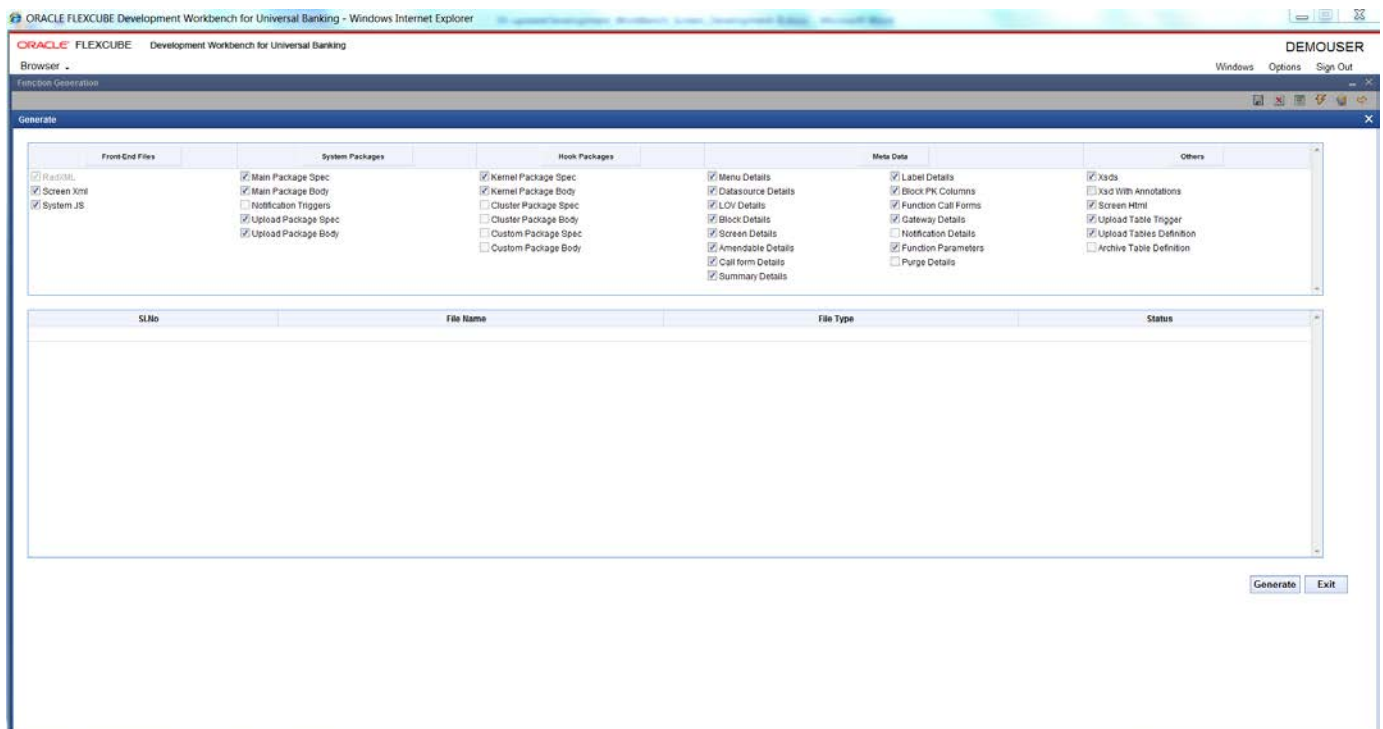 ORACLE FLEXCUBE Development Workbench for Universal Banking - Windows Internet Explorer
ORACLE FLEXCUBE Development Workbench for Universal Banking
DEMOUSER
Browser
Windows Options Sign Out
Function Generation
Generate
Front-End Files System Packages Hook Packages Meta Data Others
RadXML Main Package Spec Kernel Package Spec Menu Details Label Details Xsds
Screen Xml Main Package Body Kernel Package Body Datasource Details Block PK Columns Xsd With Annotations
System JS Notification Triggers Cluster Package Spec LOV Details Function Call Forms Screen Html
Upload Package Spec Cluster Package Body Block Details Gateway Details Upload Table Trigger
Upload Package Body Custom Package Spec Screen Details Notification Details Upload Tables Definition
Custom Package Body Amendable Details Function Parameters Archive Table Definition
Call form Details Purge Details
Summary Details
Sl.No File Name File Type Status
Generate Exit